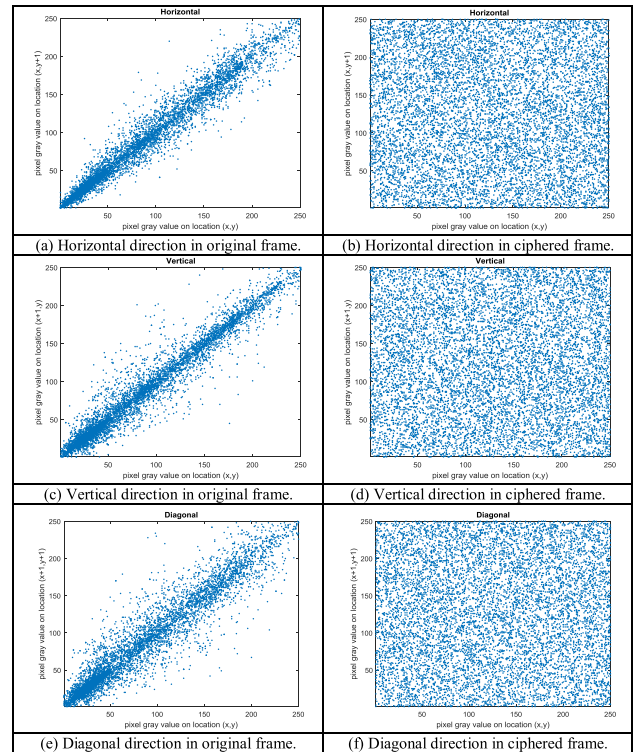 Horizontal
250
200
150
100
50
pixel gray value on location (x,y+1)
50 100 150 200 250
pixel gray value on location (x,y)
(a) Horizontal direction in original frame.
Horizontal
250
200
150
100
50
pixel gray value on location (x,y+1)
50 100 150 200 250
pixel gray value on location (x,y)
(b) Horizontal direction in ciphered frame.
Vertical
250
200
150
100
50
pixel gray value on location (x+1,y)
50 100 150 200 250
pixel gray value on location (x,y)
(c) Vertical direction in original frame.
Vertical
250
200
150
100
50
pixel gray value on location (x+1,y)
50 100 150 200 250
pixel gray value on location (x,y)
(d) Vertical direction in ciphered frame.
Diagonal
250
200
150
100
50
pixel gray value on location (x+1,y+1)
50 100 150 200 250
pixel gray value on location (x,y)
(e) Diagonal direction in original frame.
Diagonal
250
200
150
100
50
pixel gray value on location (x+1,y+1)
50 100 150 200 250
pixel gray value on location (x,y)
(f) Diagonal direction in ciphered frame.